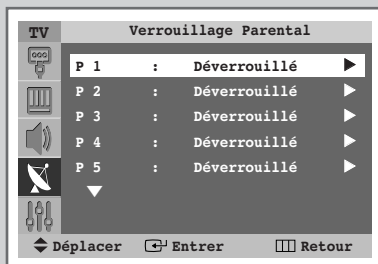 TV Verrouillage Parental
P 1 : Déverrouillé
P 2 : Déverrouillé
P 3 : Déverrouillé
P 4 : Déverrouillé
P 5 : Déverrouillé
Déplacer Entrer Retour